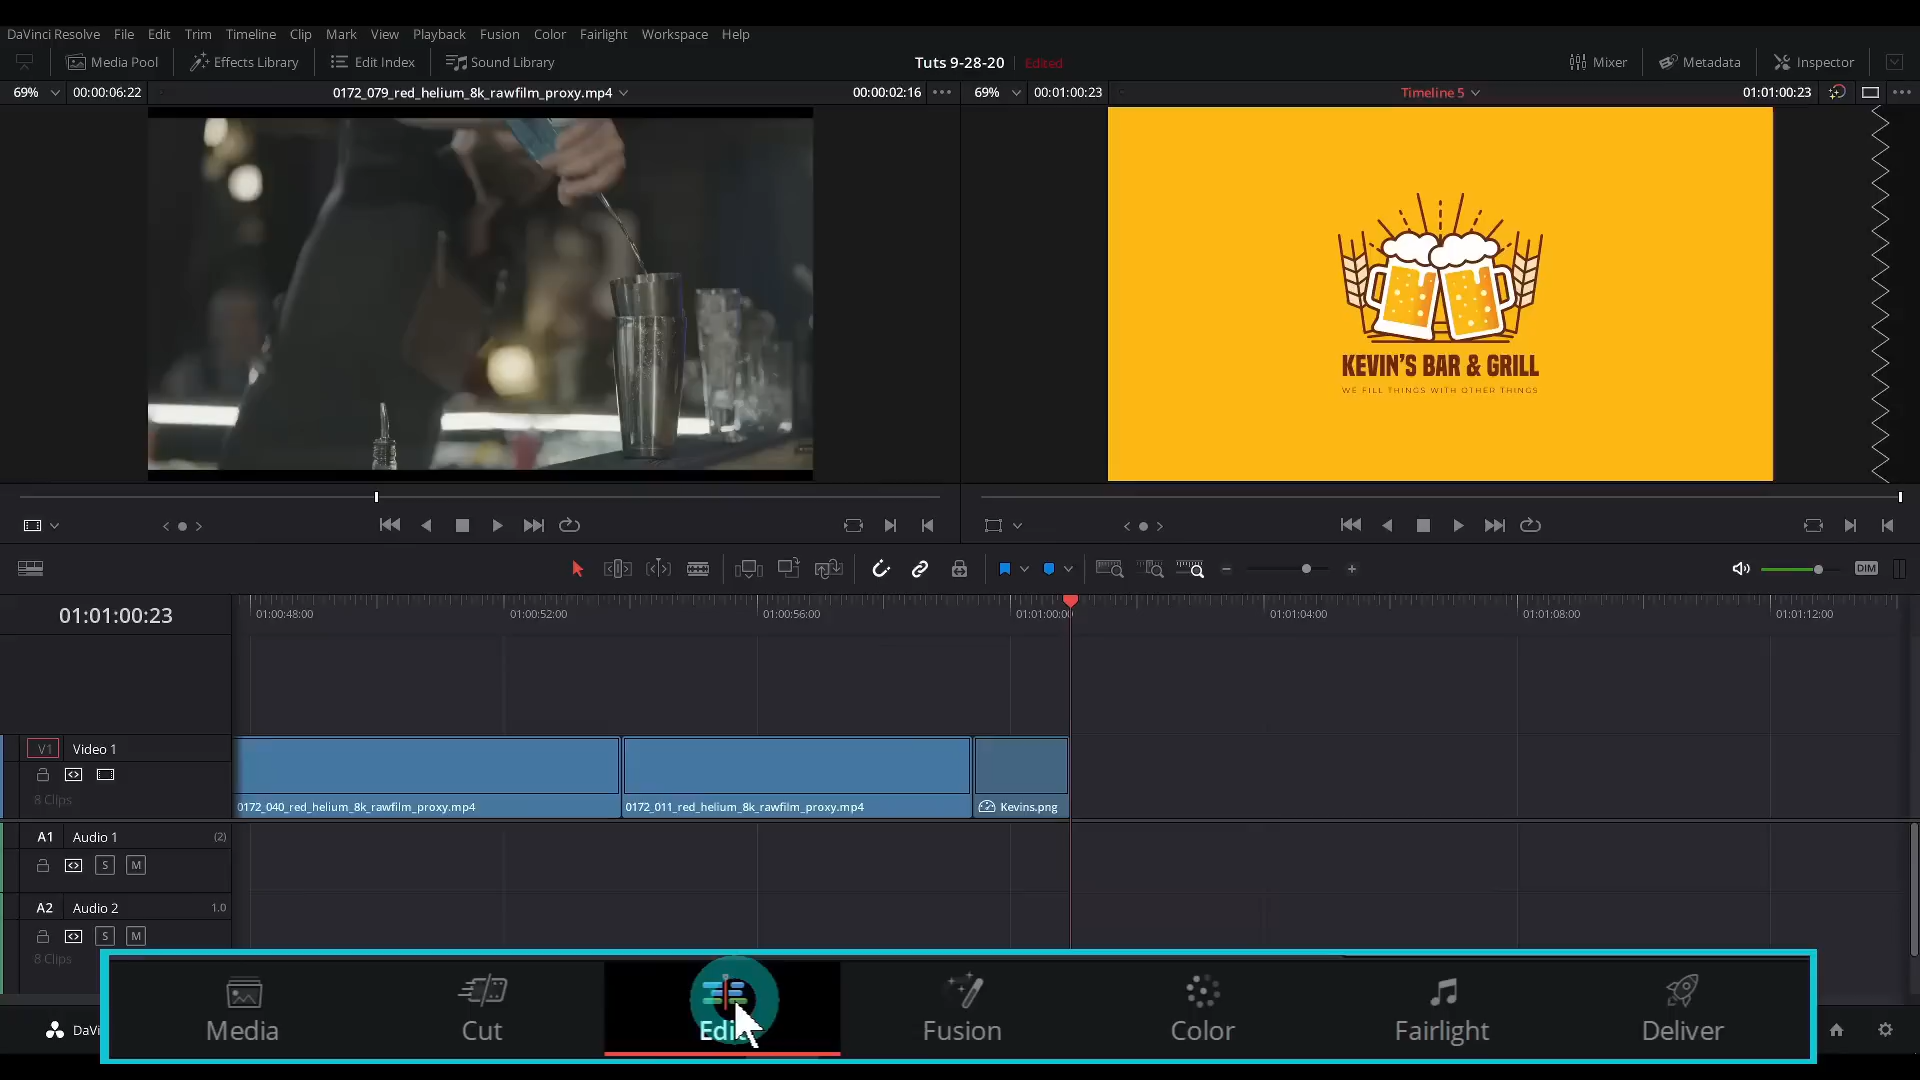 DaVinci Resolve File Edit Trim Timeline Clip Mark View Playback Fusion Color Fairlight Workspace Help
Media Pool Effects Library Edit Index Sound Library Tuts 9-28-20 Edited Mixer Metadata Inspector
69% 00:00:06:22 0172_079_red_helium_8k_rawfilm_proxy.mp4 00:00:02:16 69% 00:01:00:23 Timeline 5 01:01:00:23
KEVIN'S BAR & GRILL
WE FILL THINGS WITH OTHER THINGS
DIM
01:01:00:23 01:00:48:00 01:00:52:00 01:00:56:00 01:01:00:0 01:01:04:00 01:01:08:00 01:01:12:00
V1 Video 1
8 Clips
0172_040_red_helium_8k_rawfilm_proxy.mp4 0172_011_red_helium_8k_rawfilm_proxy.mp4 Kevins.png
A1 Audio 1 (2)
S M
A2 Audio 2 1.0
S M
8 Clips
DaVi
Media Cut Edit Fusion Color Fairlight Deliver